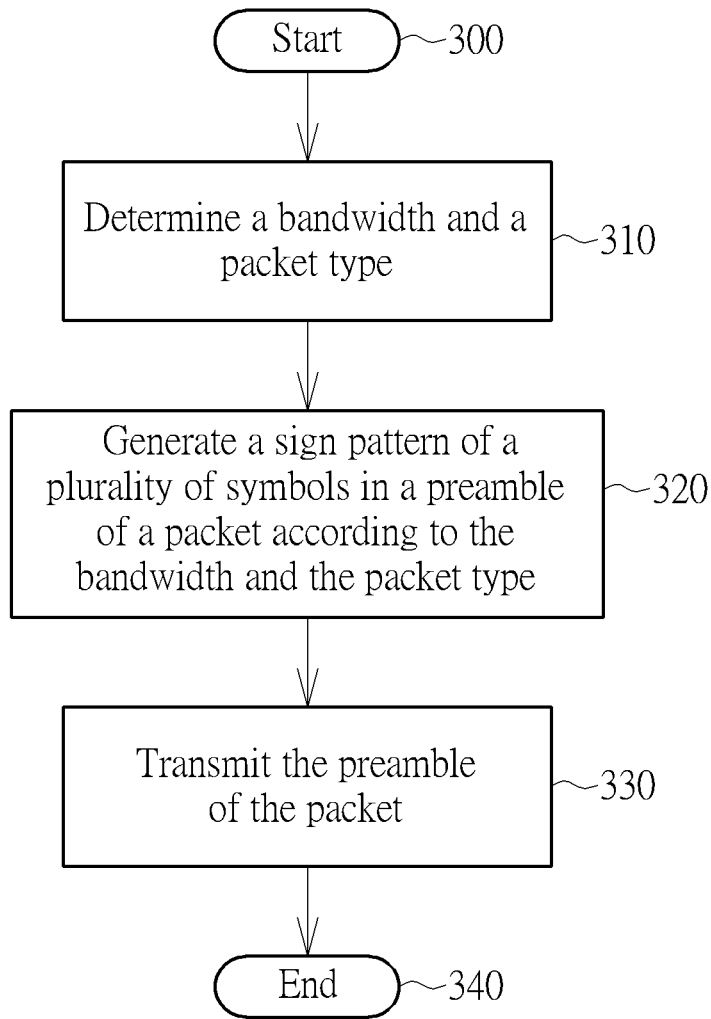 Start
300
Determine a bandwidth and a
packet type
310
Generate a sign pattern of a
plurality of symbols in a preamble
of a packet according to the
bandwidth and the packet type
320
Transmit the preamble
of the packet
330
End
340